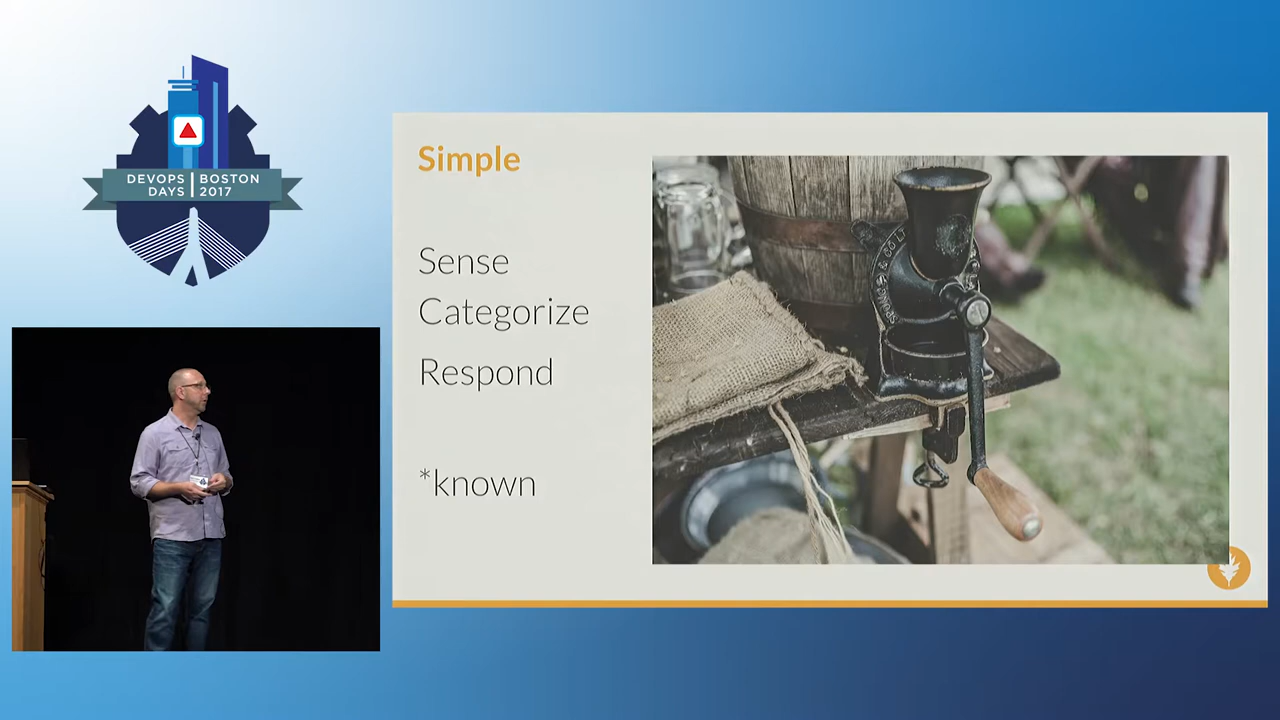 DEVOPS BOSTON
DAYS 2017
Simple
Sense
Categorize
Respond
*known